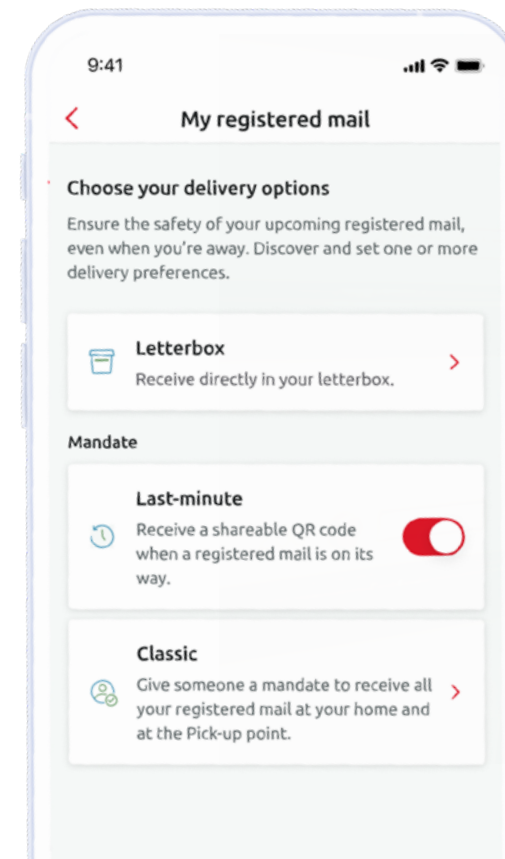 9:41
My registered mail
Choose your delivery options
Ensure the safety of your upcoming registered mail,
even when you're away. Discover and set one or more
delivery preferences.
Letterbox
Receive directly in your letterbox.
Mandate
Last-minute
Receive a shareable QR code
when a registered mail is on its
way.
Classic
Give someone a mandate to receive all
your registered mail at your home and
at the Pick-up point.